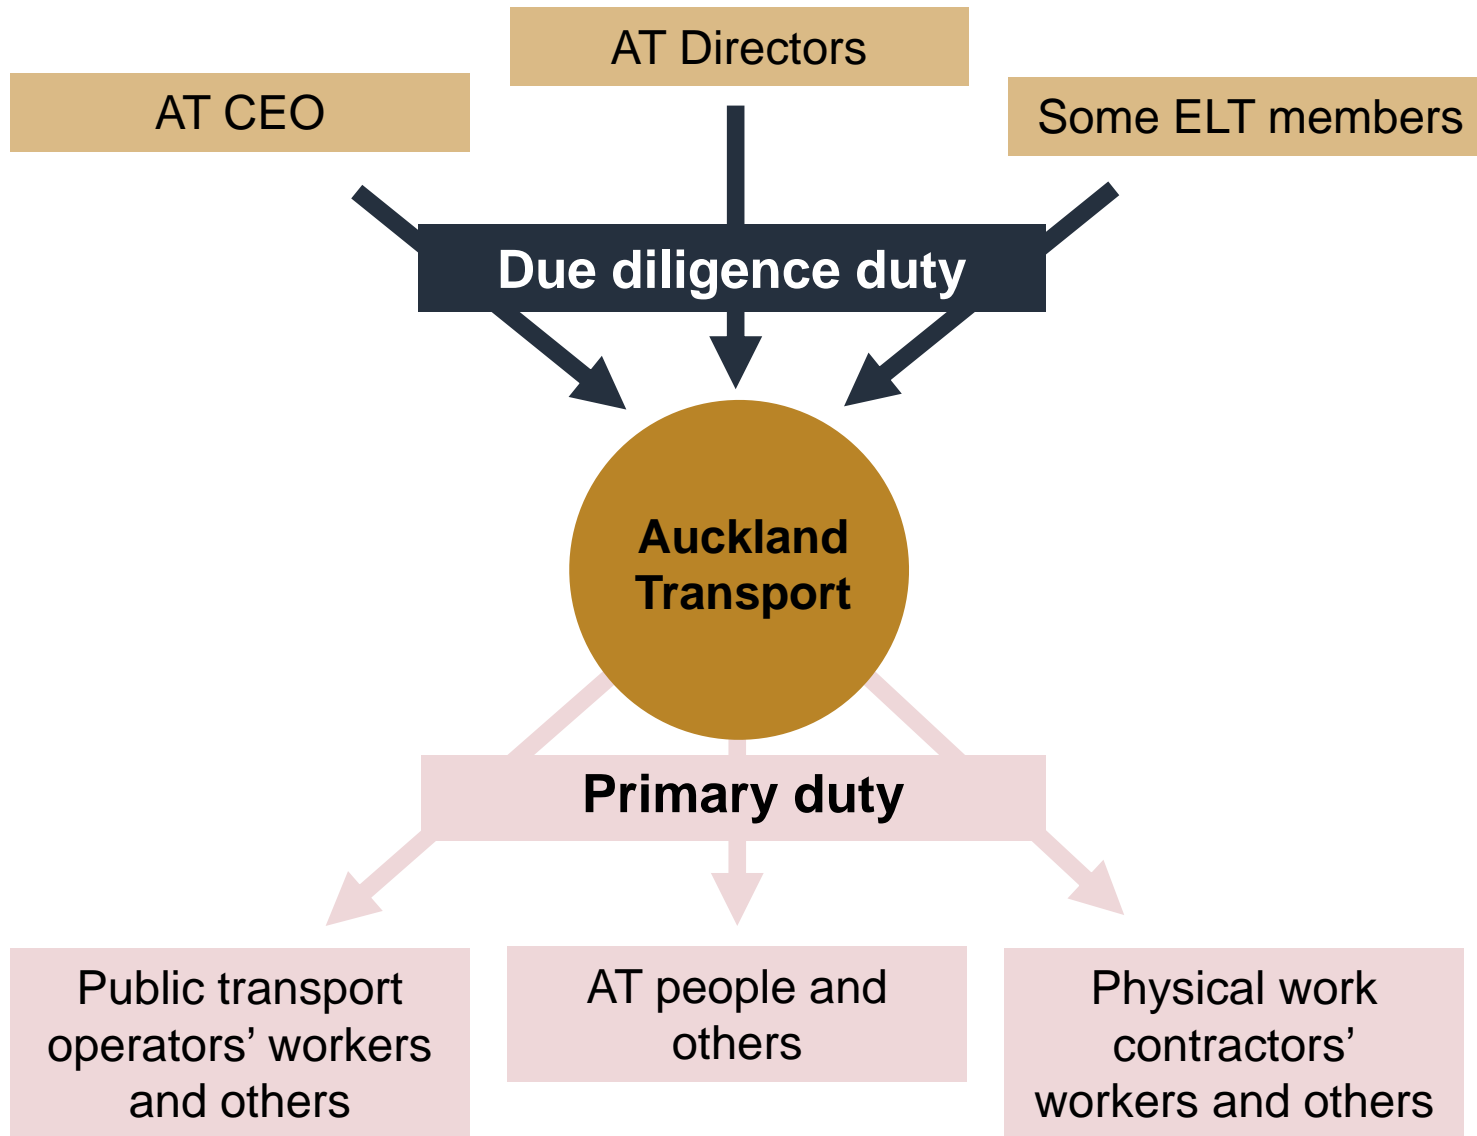 AT Directors
AT CEO
Some ELT members
Due diligence duty
Auckland
Transport
Primary duty
Public transport
operators’ workers
and others
AT people and
others
Physical work
contractors’
workers and others